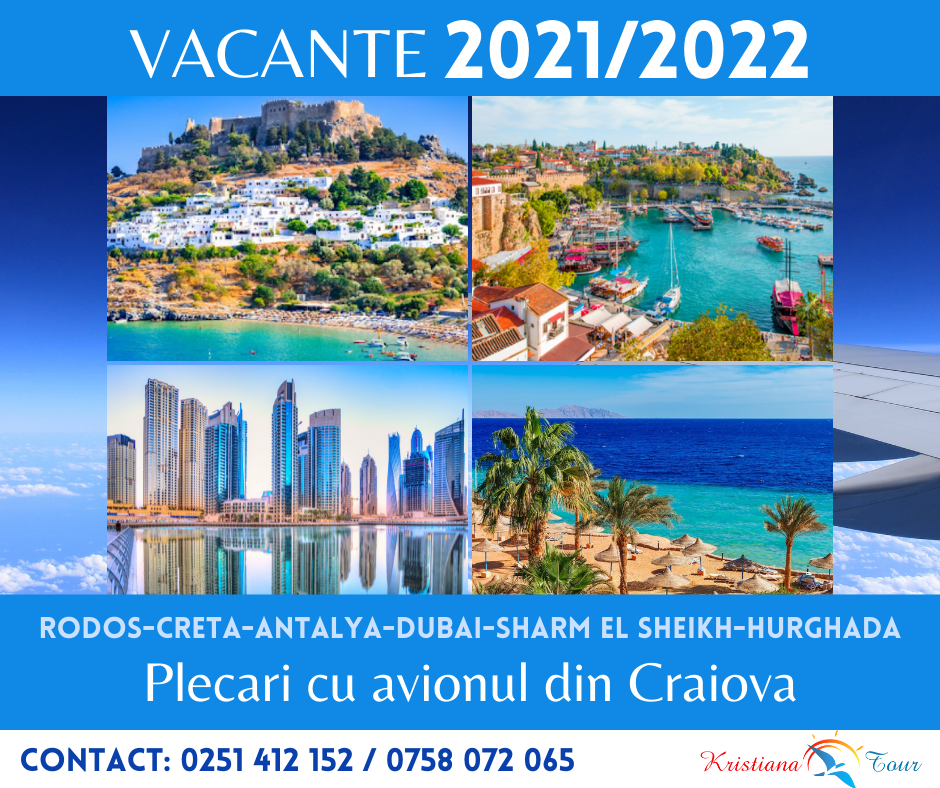 VACANTE 2021/2022
RODOS-CRETA-ANTALYA-DUBAI-SHARM EL SHEIKH-HURGHADA
Plecari cu avionul din Craiova
CONTACT: 0251 412 152 / 0758 072 065
Kristiana Tour